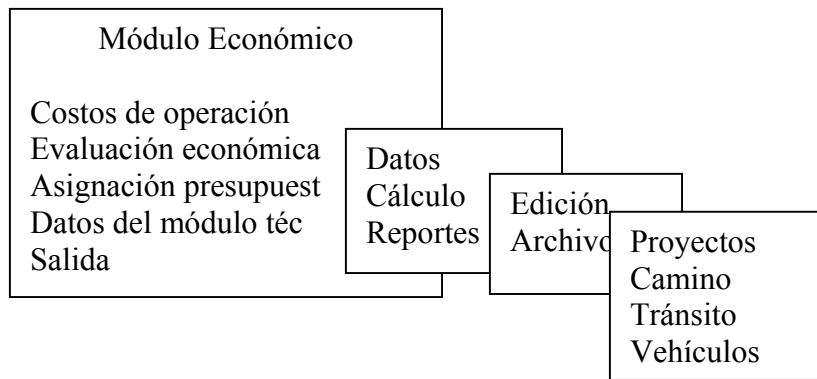 Módulo Económico
Costos de operación
Evaluación económica
Asignación presupuest
Datos del módulo téc
Salida
Datos
Cálculo
Reportes
Edición
Archivo
Proyectos
Camino
Tránsito
Vehículos